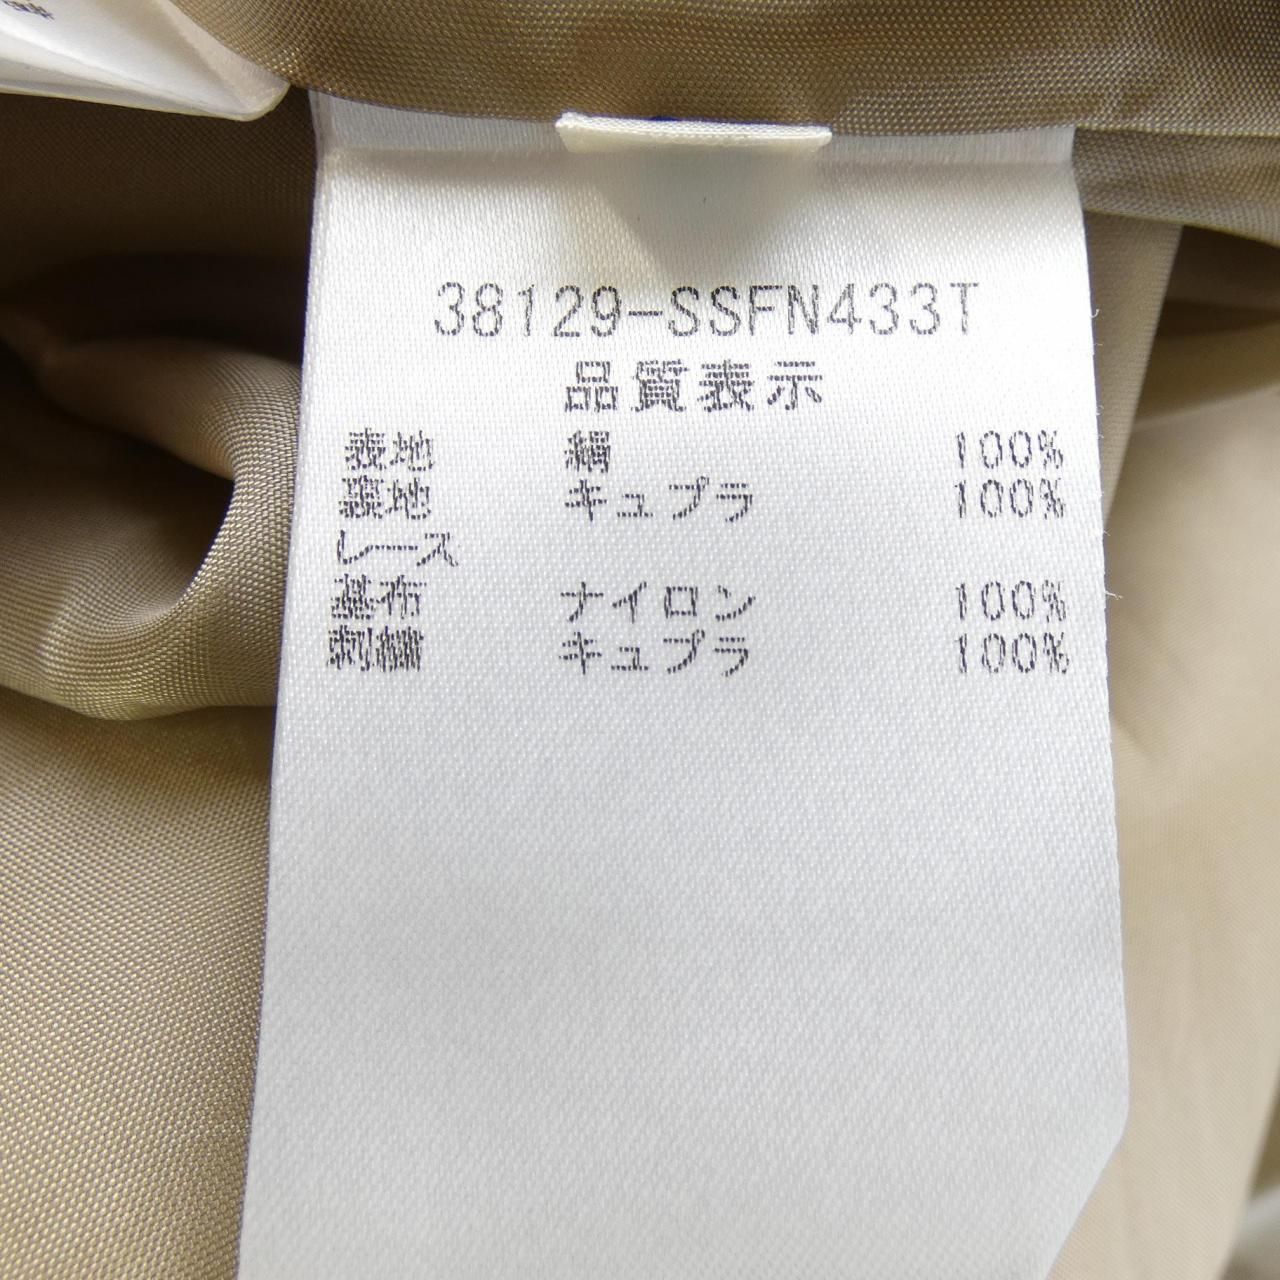 38129-SSFN433T
品質表示
表地 絹 100%
裏地 キュプラ 100%
レース
基布 ナイロン 100%
刺繍 キュプラ 100%